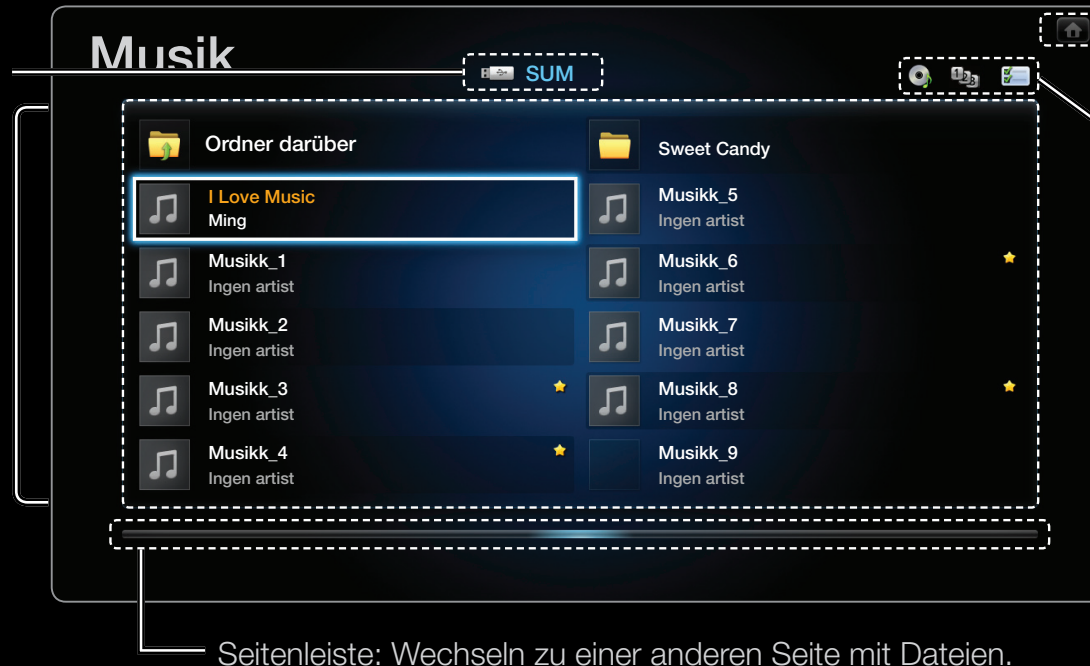 Musik
SUM
Ordner darüber
Sweet Candy
I Love Music
Ming
Musikk_5
Ingen artist
Musikk_1
Ingen artist
Musikk_6
Ingen artist
Musikk_2
Ingen artist
Musikk_7
Ingen artist
Musikk_3
Ingen artist
Musikk_8
Ingen artist
Musikk_4
Ingen artist
Musikk_9
Ingen artist
Seitenleiste: Wechseln zu einer anderen Seite mit Dateien.